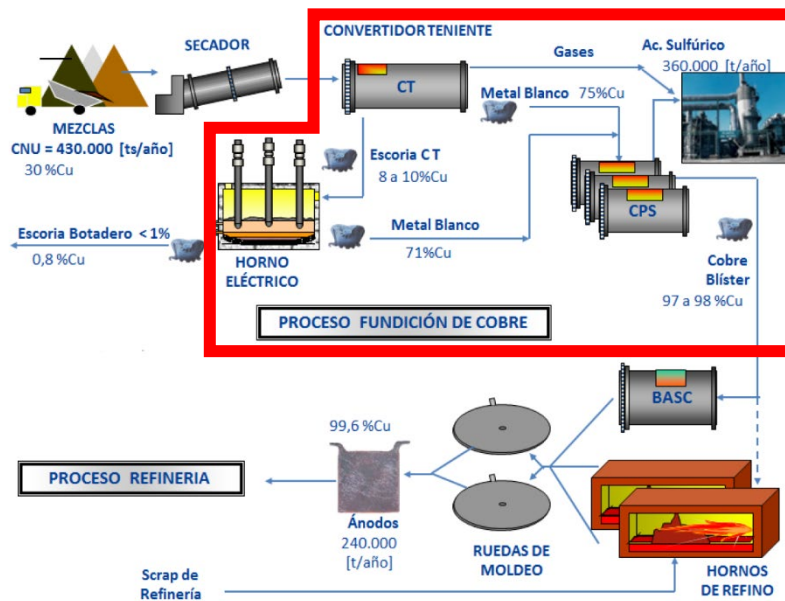 CONVERTIDOR TENIENTE
SECADOR
Gases
Ac. Sulfúrico
360.000 [t/año]
CT
Metal Blanco 75%Cu
MEZCLAS
CNU = 430.000 [ts/año]
30 %Cu
Escoria C T
8 a 10%Cu
CPS
Escoria Botadero < 1%
0,8 %Cu
Metal Blanco
71%Cu
HORNO
ELÉCTRICO
Cobre
Blíster
97 a 98 %Cu
PROCESO FUNDICIÓN DE COBRE
BASC
99,6 %Cu
PROCESO REFINERIA
Ánodos
240.000
[t/año]
RUEDAS DE
MOLDEO
Scrap de
Refinería
HORNOS
DE REFINO